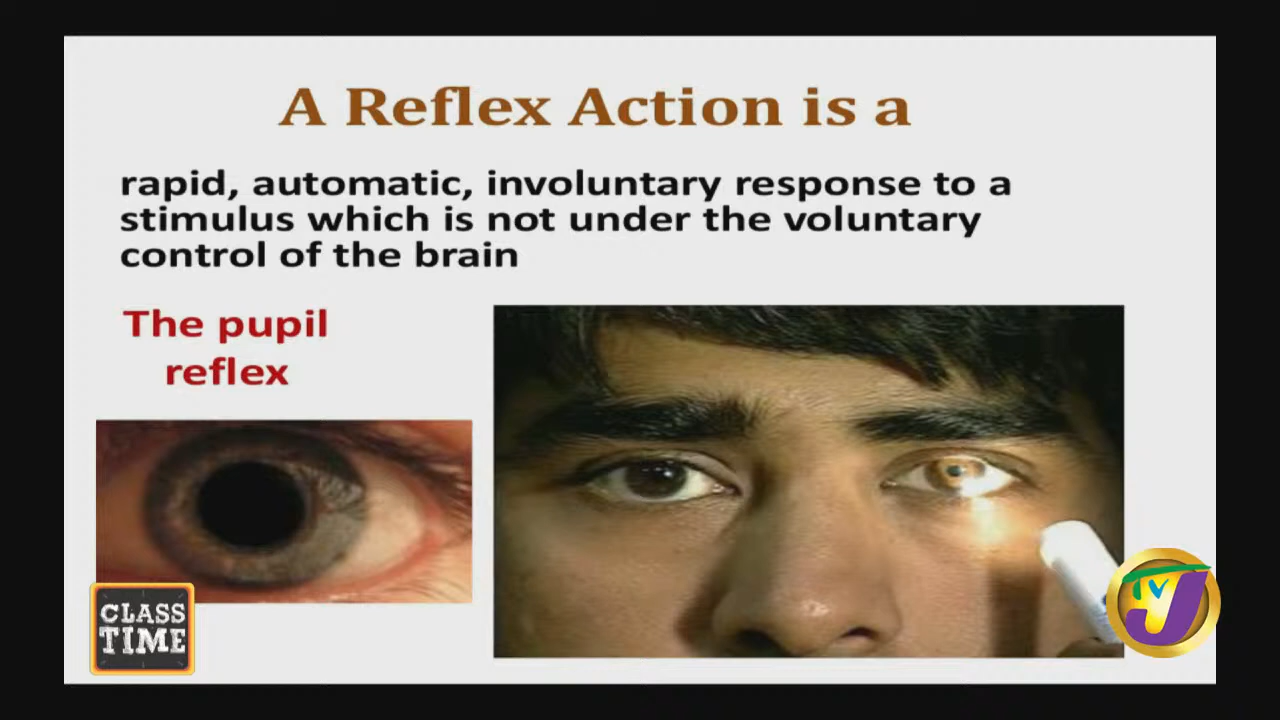 A Reflex Action is a
rapid, automatic, involuntary response to a
stimulus which is not under the voluntary
control of the brain
The pupil
reflex
CLASS
TIME
TVJ